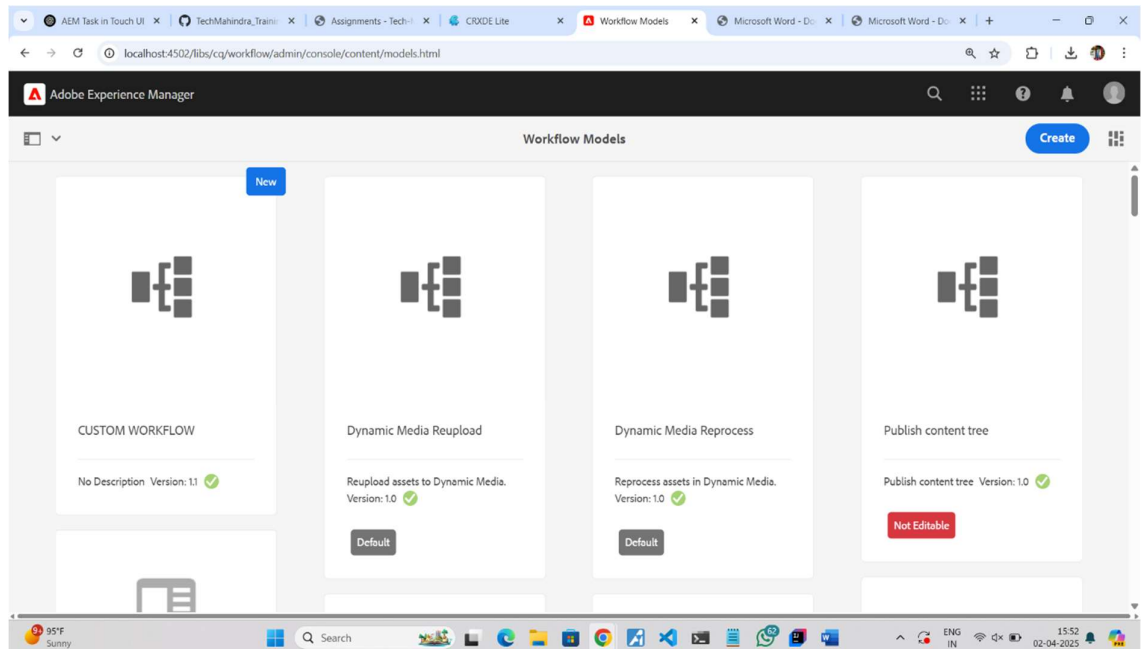 AEM Task in Touch UI
TechMahindra_Trainin
Assignments - Tech-M
CRXDE Lite
Workflow Models
Microsoft Word - Do
Microsoft Word - Do
localhost:4502/libs/cq/workflow/admin/console/content/models.html
Adobe Experience Manager
Workflow Models
Create
New
CUSTOM WORKFLOW
No Description Version: 1.1
Dynamic Media Reupload
Reupload assets to Dynamic Media.
Version: 1.0
Default
Dynamic Media Reprocess
Reprocess assets in Dynamic Media.
Version: 1.0
Default
Publish content tree
Publish content tree Version: 1.0
Not Editable
9+
95°F
Sunny
Search
62
ENG
IN
15:52
02-04-2025